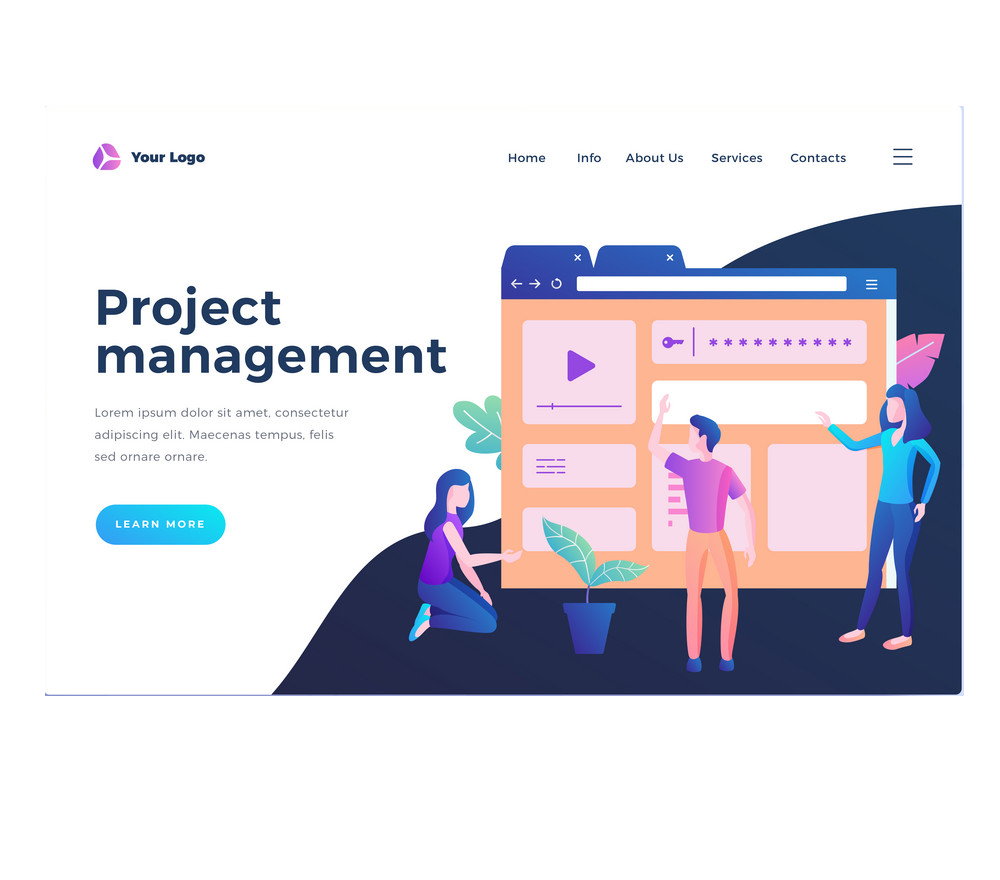 Your Logo
Home Info About Us Services Contacts
Project
management
Lorem ipsum dolor sit amet, consectetur
adipiscing elit. Maecenas tempus, felis
sed ornare ornare.
LEARN MORE
**********